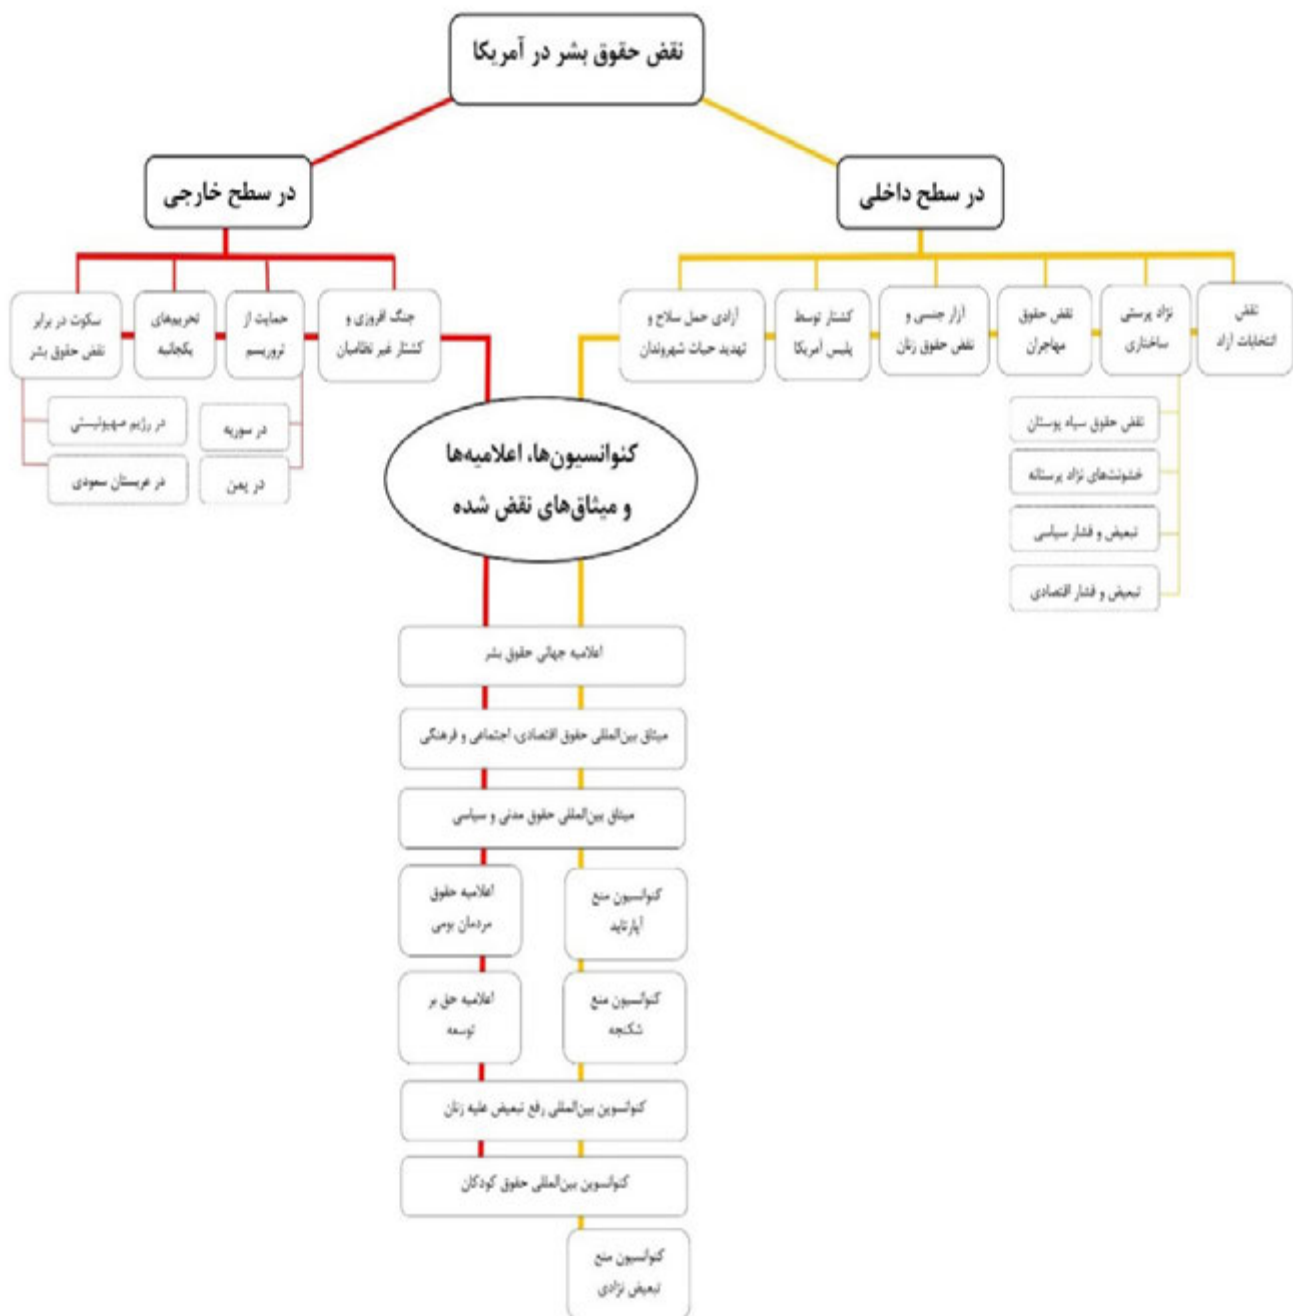 نقض حقوق بشر در آمریکا
در سطح داخلی
در سطح خارجی
نقض
انتخابات آزاد
نژاد پرستی
ساختاری
نقض حقوق
مهاجران
آزار جنسی و
نقض حقوق زنان
کشتار توسط
پلیس آمریکا
آزادی حمل سلاح و
تهدید حیات شهروندان
جنگ افروزی و
کشتار غیر نظامیان
حمایت از
تروریسم
تحریم‌های
یکجانبه
سکوت در برابر
نقض حقوق بشر
نقض حقوق سیاه پوستان
خشونت‌های نژاد پرستانه
تبعیض و فشار سیاسی
تبعیض و فشار اقتصادی
در سوریه
در یمن
در رژیم صهیونیستی
در عربستان سعودی
کنوانسیون‌ها، اعلامیه‌ها
و میثاق‌های نقض شده
اعلامیه جهانی حقوق بشر
میثاق بین‌المللی حقوق اقتصادی، اجتماعی و فرهنگی
میثاق بین‌المللی حقوق مدنی و سیاسی
کنوانسیون منع
آپارتاید
اعلامیه حقوق
مردمان بومی
کنوانسیون منع
شکنجه
اعلامیه حق بر
توسعه
کنوانسوین بین‌المللی رفع تبعیض علیه زنان
کنوانسوین بین‌المللی حقوق کودکان
کنوانسیون منع
تبعیض نژادی